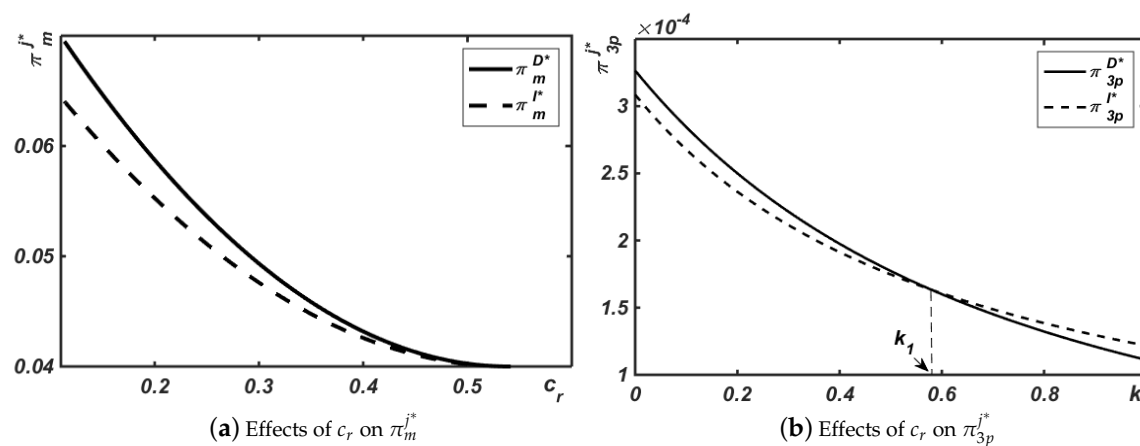 π_m^{j*}
0.06
0.05
0.04
0.2
0.3
0.4
0.5
c_r
π_m^{D*}
π_m^{I*}
(a) Effects of c_r on π_m^{j*}
×10^{-4}
π_{3p}^{j*}
3
2.5
2
1.5
1
0
0.2
0.4
0.6
0.8
k
k_1
π_{3p}^{D*}
π_{3p}^{I*}
(b) Effects of c_r on π_{3p}^{j*}